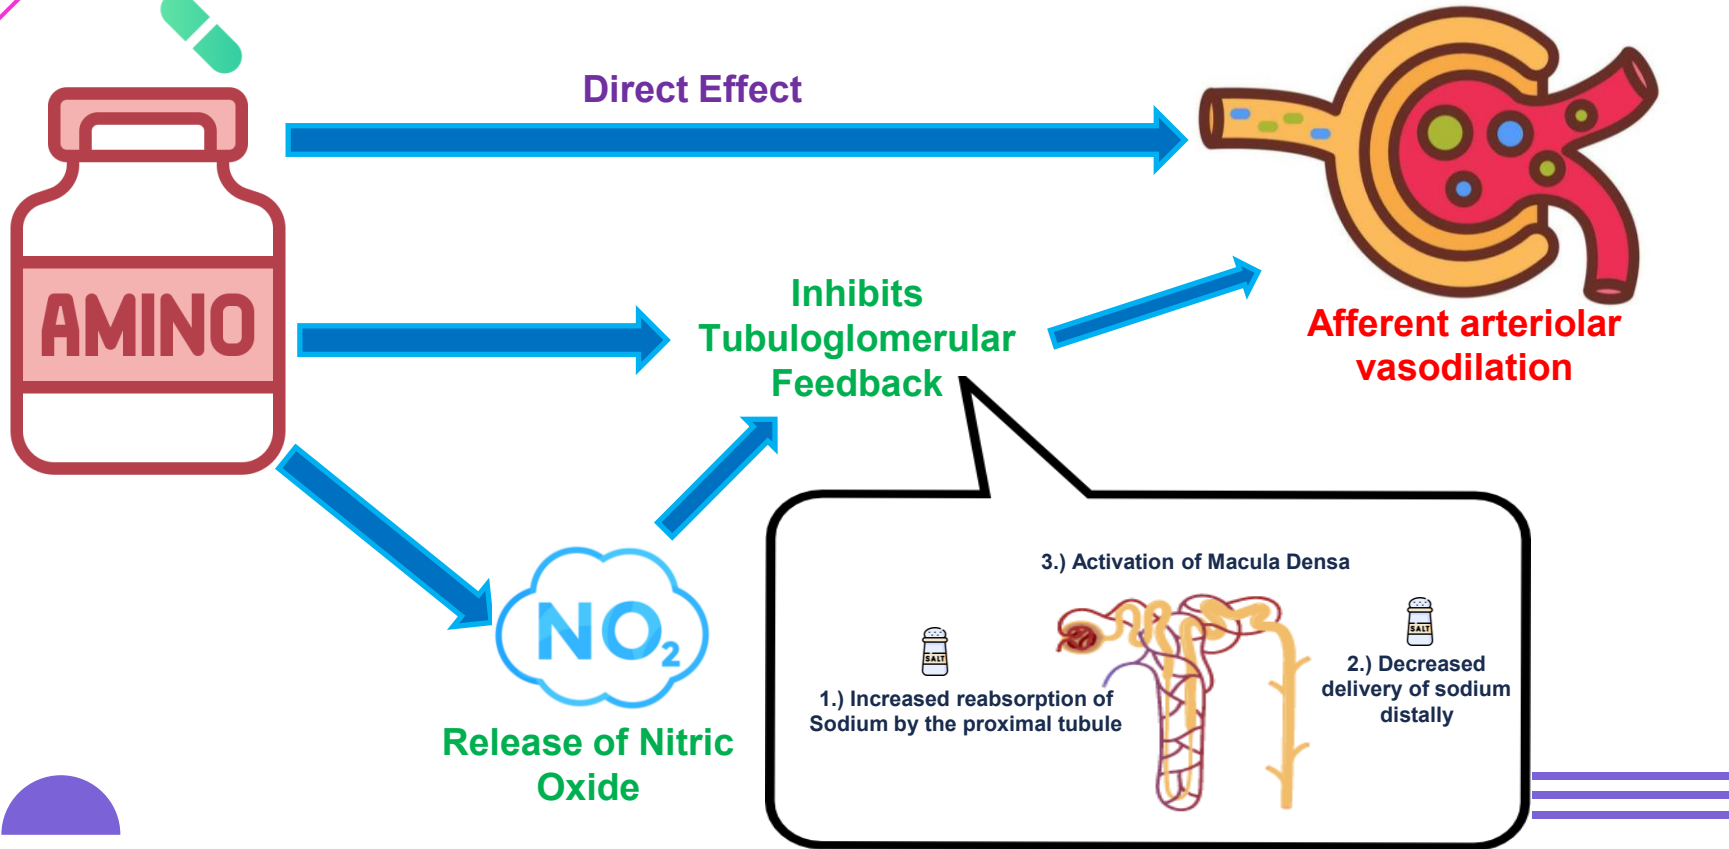 Direct Effect
AMINO
Inhibits
Tubuloglomerular
Feedback
Afferent arteriolar
vasodilation
NO2
Release of Nitric
Oxide
3.) Activation of Macula Densa
SALT
1.) Increased reabsorption of
Sodium by the proximal tubule
SALT
2.) Decreased
delivery of sodium
distally